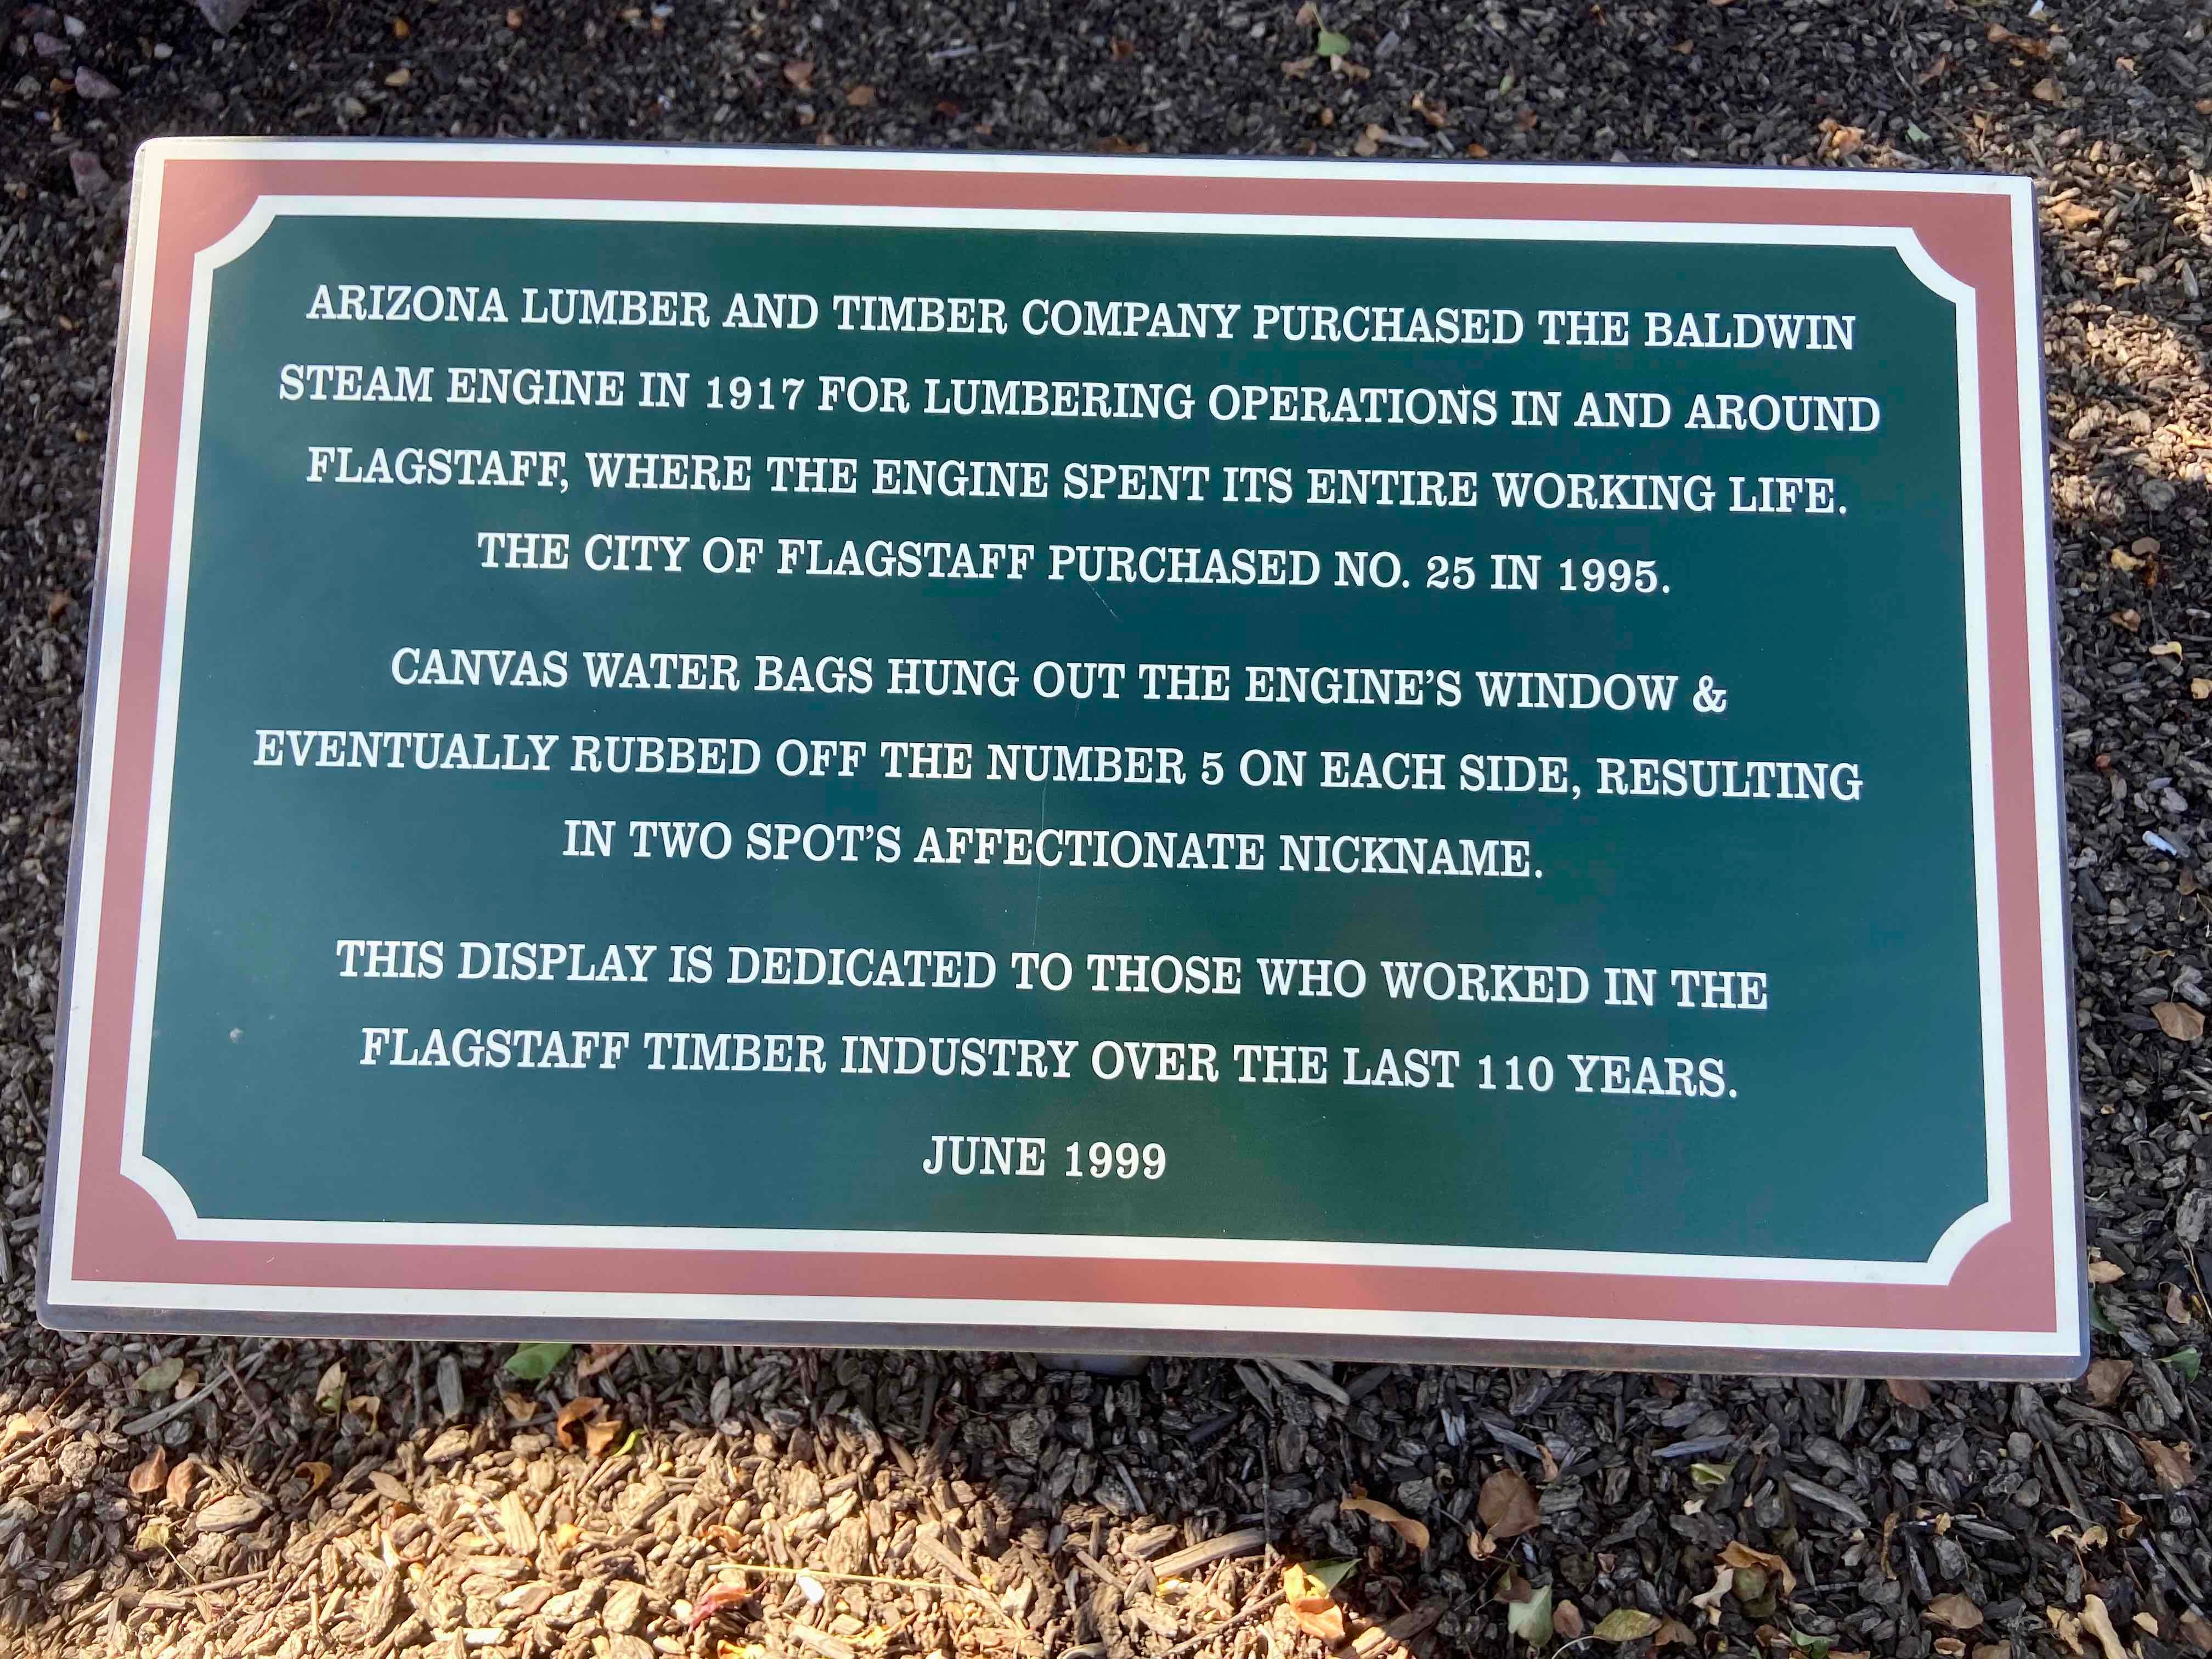 ARIZONA LUMBER AND TIMBER COMPANY PURCHASED THE BALDWIN
STEAM ENGINE IN 1917 FOR LUMBERING OPERATIONS IN AND AROUND
FLAGSTAFF, WHERE THE ENGINE SPENT ITS ENTIRE WORKING LIFE.
THE CITY OF FLAGSTAFF PURCHASED NO. 25 IN 1995.
CANVAS WATER BAGS HUNG OUT THE ENGINE'S WINDOW &
EVENTUALLY RUBBED OFF THE NUMBER 5 ON EACH SIDE, RESULTING
IN TWO SPOT'S AFFECTIONATE NICKNAME.
THIS DISPLAY IS DEDICATED TO THOSE WHO WORKED IN THE
FLAGSTAFF TIMBER INDUSTRY OVER THE LAST 110 YEARS.
JUNE 1999